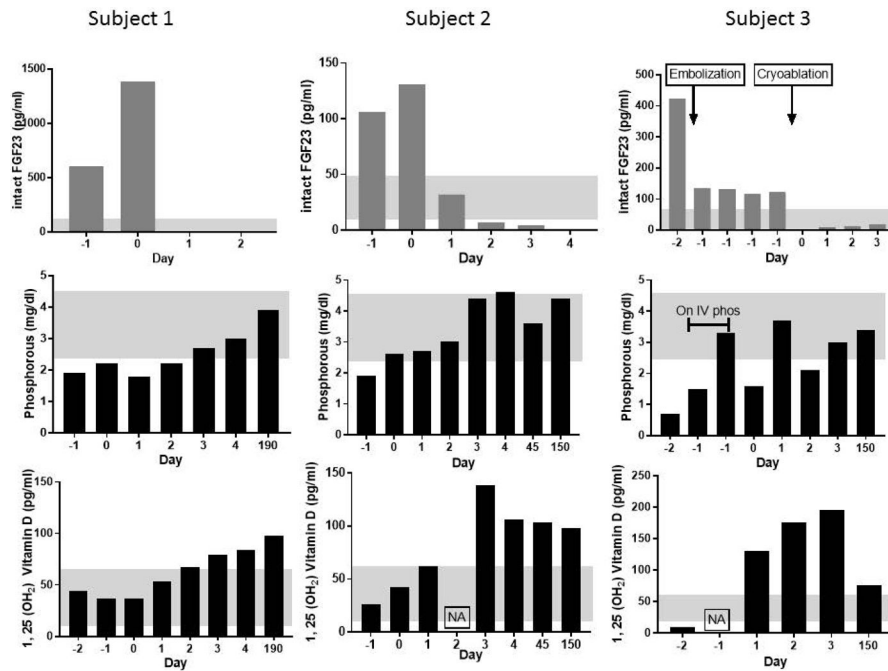 Subject 1
Subject 2
Subject 3
intact FGF23 (pg/ml)
1500
1000
500
0
-1 0 1 2
Day
intact FGF23 (pg/ml)
150
100
50
0
-1 0 1 2 3 4
Day
intact FGF23 (pg/ml)
500
400
300
200
100
0
Embolization
Cryoablation
-2 -1 -1 -1 -1 0 1 2 3
Day
Phosphorous (mg/dl)
5
4
3
2
1
0
-1 0 1 2 3 4 190
Day
Phosphorous (mg/dl)
5
4
3
2
1
0
-1 0 1 2 3 4 45 150
Day
Phosphorous (mg/dl)
5
4
3
2
1
0
On IV phos
-2 -1 -1 0 1 2 3 150
Day
1, 25 (OH₂) Vitamin D (pg/ml)
150
100
50
0
-2 -1 0 1 2 3 4 190
Day
1, 25 (OH₂) Vitamin D (pg/ml)
150
100
50
0
NA
-1 0 1 2 3 4 45 150
Day
1, 25 (OH₂) Vitamin D (pg/ml)
250
200
150
100
50
0
NA
-2 -1 1 2 3 150
Day